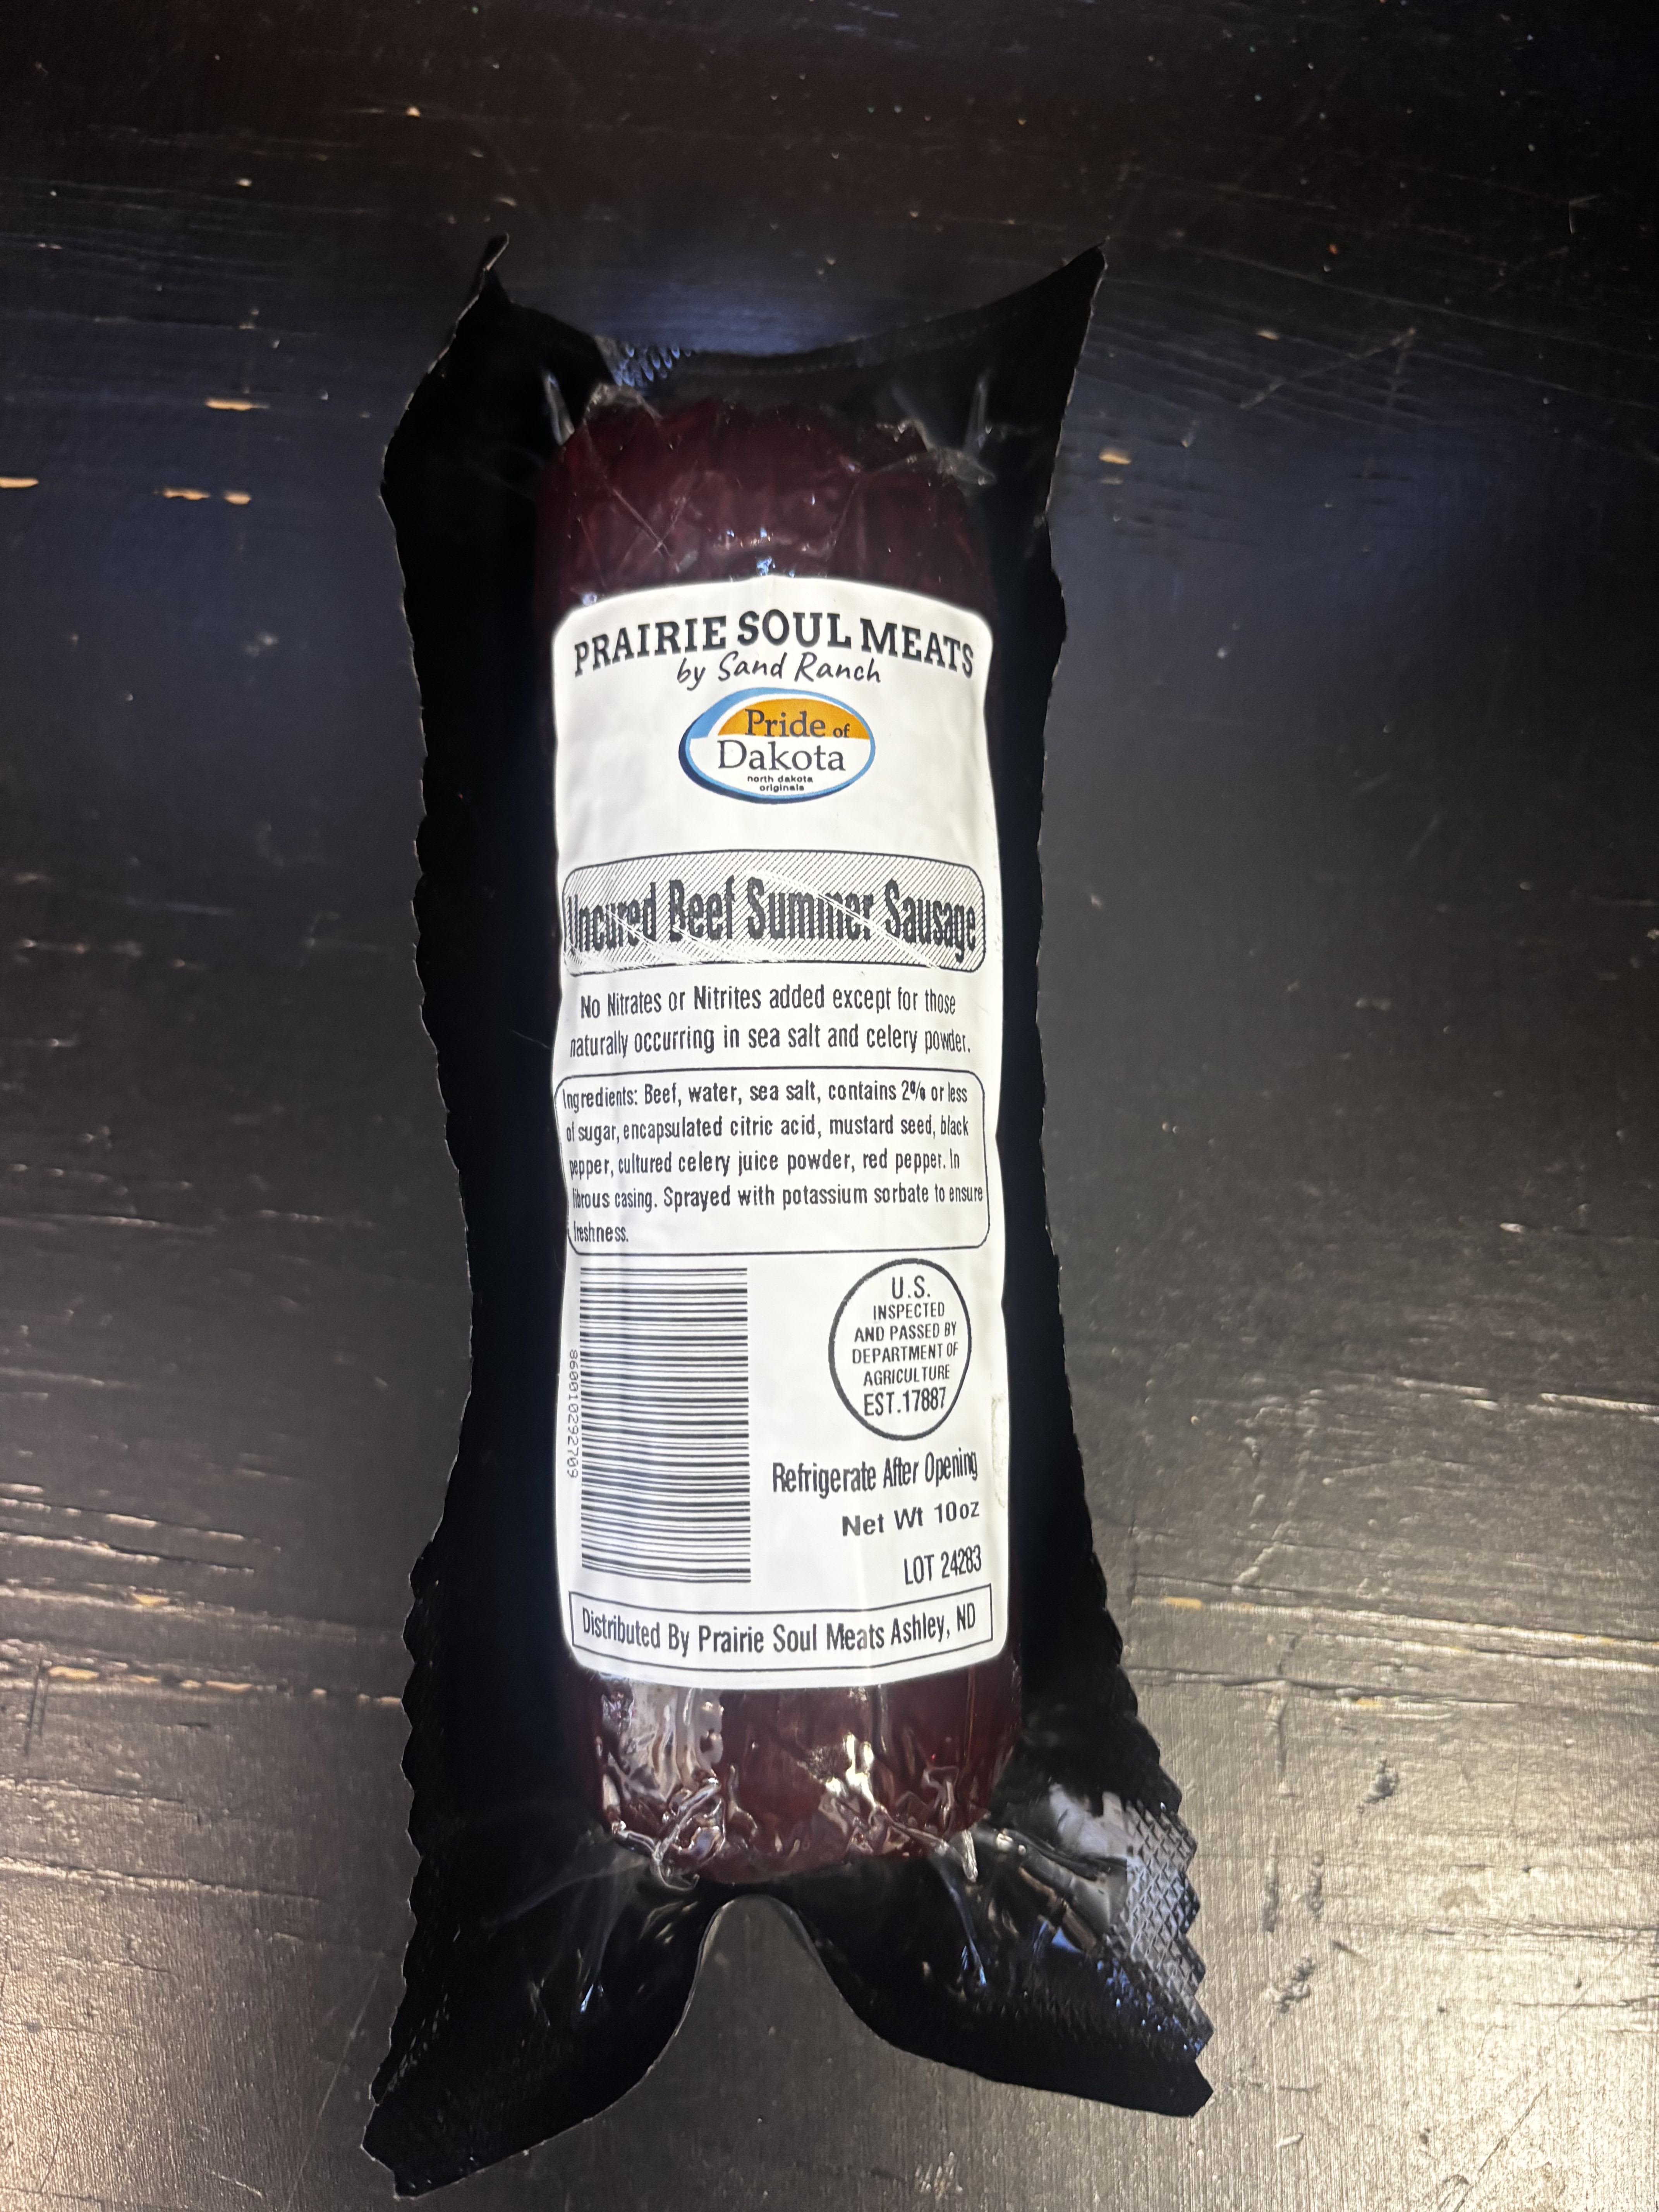 PRAIRIE SOUL MEATS
by Sand Ranch
Pride of
Dakota
north dakota
originals
Uncured Beef Summer Sausage
No Nitrates or Nitrites added except for those
naturally occurring in sea salt and celery powder.
Ingredients: Beef, water, sea salt, contains 2% or less
of sugar, encapsulated citric acid, mustard seed, black
pepper, cultured celery juice powder, red pepper. In
fibrous casing. Sprayed with potassium sorbate to ensure
freshness.
860010292709
U.S.
INSPECTED
AND PASSED BY
DEPARTMENT OF
AGRICULTURE
EST.17887
Refrigerate After Opening
Net Wt 10oz
LOT 24283
Distributed By Prairie Soul Meats Ashley, ND